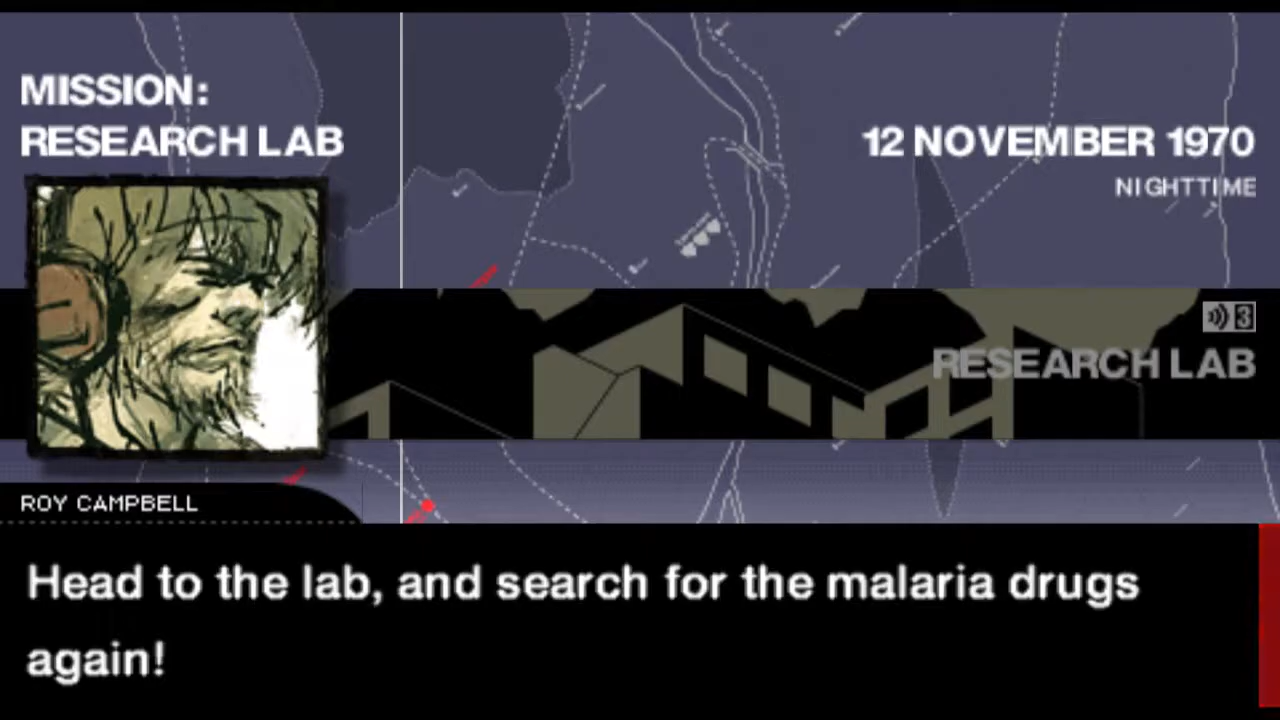 MISSION:
RESEARCH LAB
12 NOVEMBER 1970
NIGHTTIME
3
RESEARCH LAB
ROY CAMPBELL
Head to the lab, and search for the malaria drugs
again!